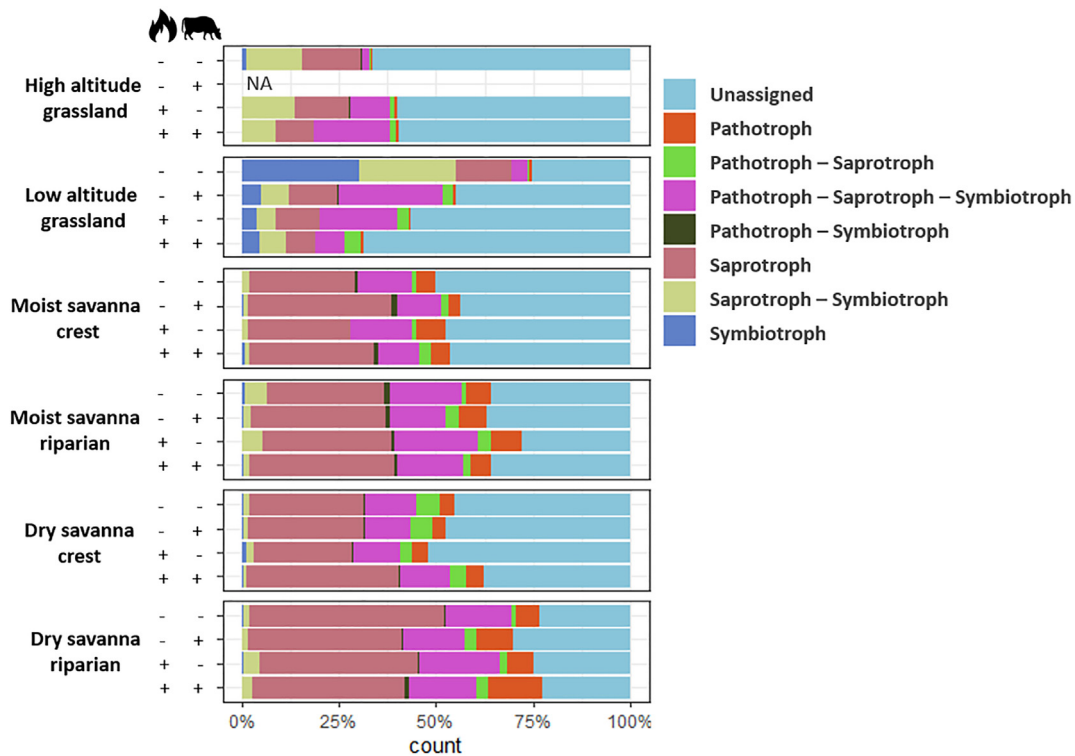 High altitude
grassland
- -
- + NA
+ -
+ +
Low altitude
grassland
- -
- +
+ -
+ +
Moist savanna
crest
- -
- +
+ -
+ +
Moist savanna
riparian
- -
- +
+ -
+ +
Dry savanna
crest
- -
- +
+ -
+ +
Dry savanna
riparian
- -
- +
+ -
+ +
0% 25% 50% 75% 100%
count
Unassigned
Pathotroph
Pathotroph – Saprotroph
Pathotroph – Saprotroph – Symbiotroph
Pathotroph – Symbiotroph
Saprotroph
Saprotroph – Symbiotroph
Symbiotroph